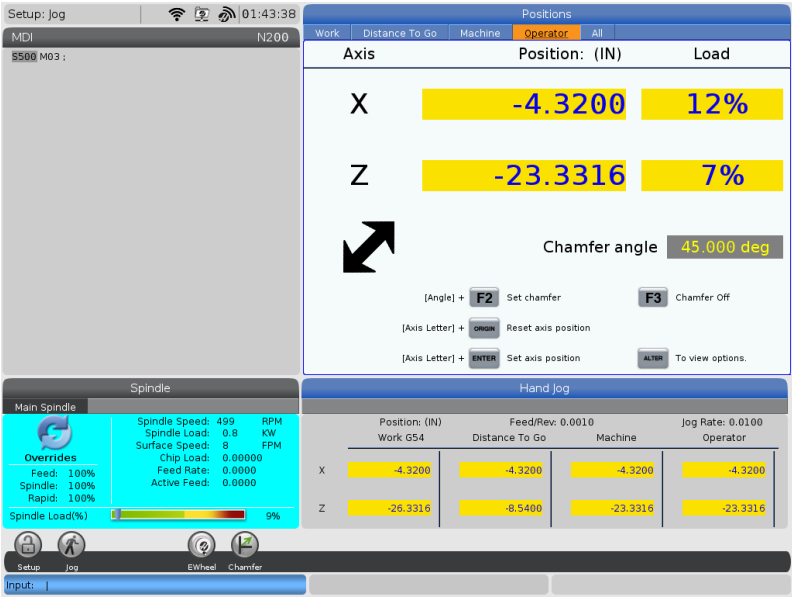 Setup: Jog
01:43:38
MDI N200
S500 M03 ;
Positions
Work Distance To Go Machine Operator All
Axis Position: (IN) Load
X -4.3200 12%
Z -23.3316 7%
Chamfer angle 45.000 deg
[Angle] + F2 Set chamfer F3 Chamfer Off
[Axis Letter] + ORIGIN Reset axis position
[Axis Letter] + ENTER Set axis position ALTER To view options.
Spindle
Main Spindle
Overrides
Feed: 100%
Spindle: 100%
Rapid: 100%
Spindle Speed: 499 RPM
Spindle Load: 0.8 KW
Surface Speed: 8 FPM
Chip Load: 0.00000
Feed Rate: 0.0000
Active Feed: 0.0000
Spindle Load(%) 9%
Hand Jog
Position: (IN) Feed/Rev: 0.0010 Jog Rate: 0.0100
Work G54 Distance To Go Machine Operator
X -4.3200 -4.3200 -4.3200 -4.3200
Z -26.3316 -8.5400 -23.3316 -23.3316
Setup Jog EWheel Chamfer
Input: |